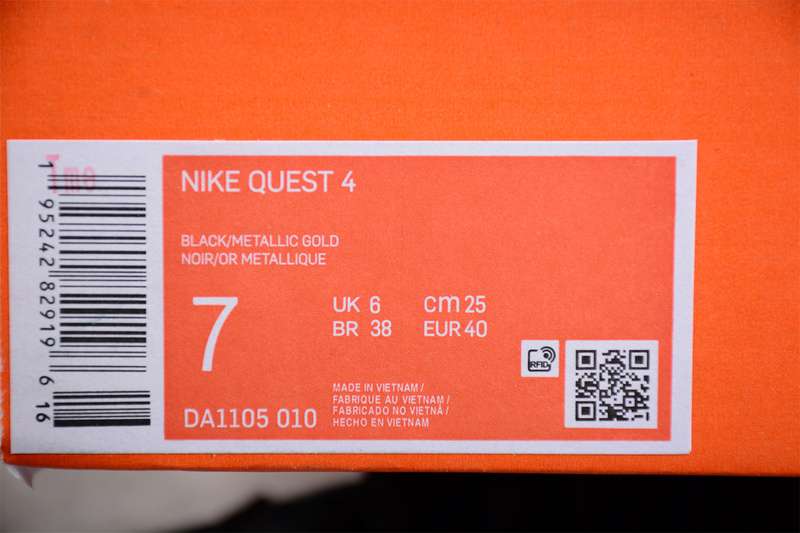 NIKE QUEST 4
BLACK/METALLIC GOLD
NOIR/OR METALLIQUE
7
UK 6 cm 25
BR 38 EUR 40
RFID
MADE IN VIETNAM /
FABRIQUE AU VIETNAM /
FABRICADO NO VIETNÃ /
HECHO EN VIETNAM
DA1105 010
1 95242 82919 6 16